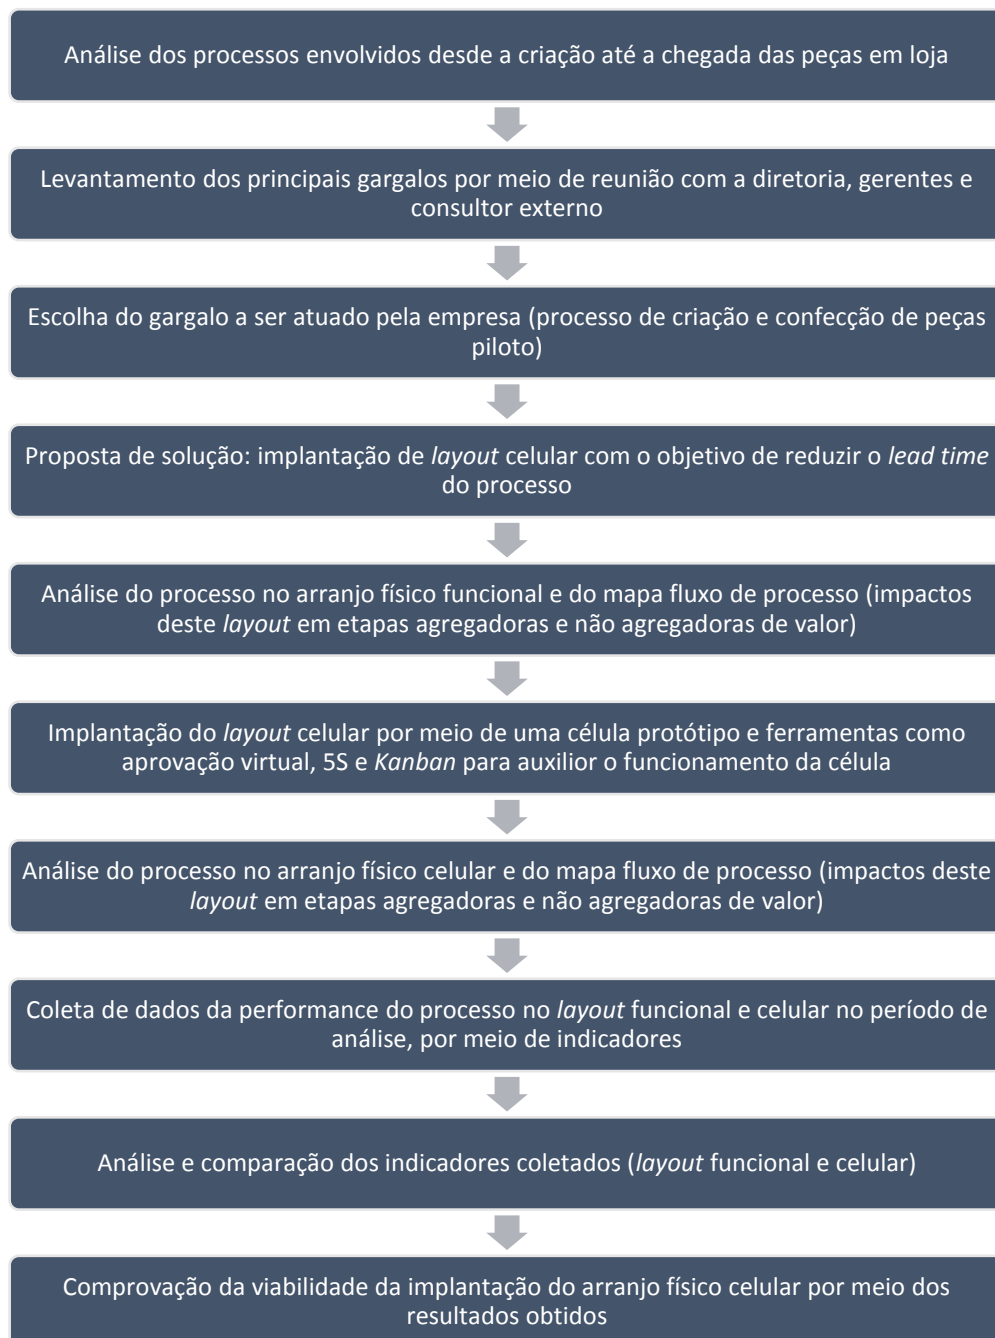 Análise dos processos envolvidos desde a criação até a chegada das peças em loja
Levantamento dos principais gargalos por meio de reunião com a diretoria, gerentes e
consultor externo
Escolha do gargalo a ser atuado pela empresa (processo de criação e confecção de peças
piloto)
Proposta de solução: implantação de layout celular com o objetivo de reduzir o lead time
do processo
Análise do processo no arranjo físico funcional e do mapa fluxo de processo (impactos
deste layout em etapas agregadoras e não agregadoras de valor)
Implantação do layout celular por meio de uma célula protótipo e ferramentas como
aprovação virtual, 5S e Kanban para auxilior o funcionamento da célula
Análise do processo no arranjo físico celular e do mapa fluxo de processo (impactos deste
layout em etapas agregadoras e não agregadoras de valor)
Coleta de dados da performance do processo no layout funcional e celular no período de
análise, por meio de indicadores
Análise e comparação dos indicadores coletados (layout funcional e celular)
Comprovação da viabilidade da implantação do arranjo físico celular por meio dos
resultados obtidos